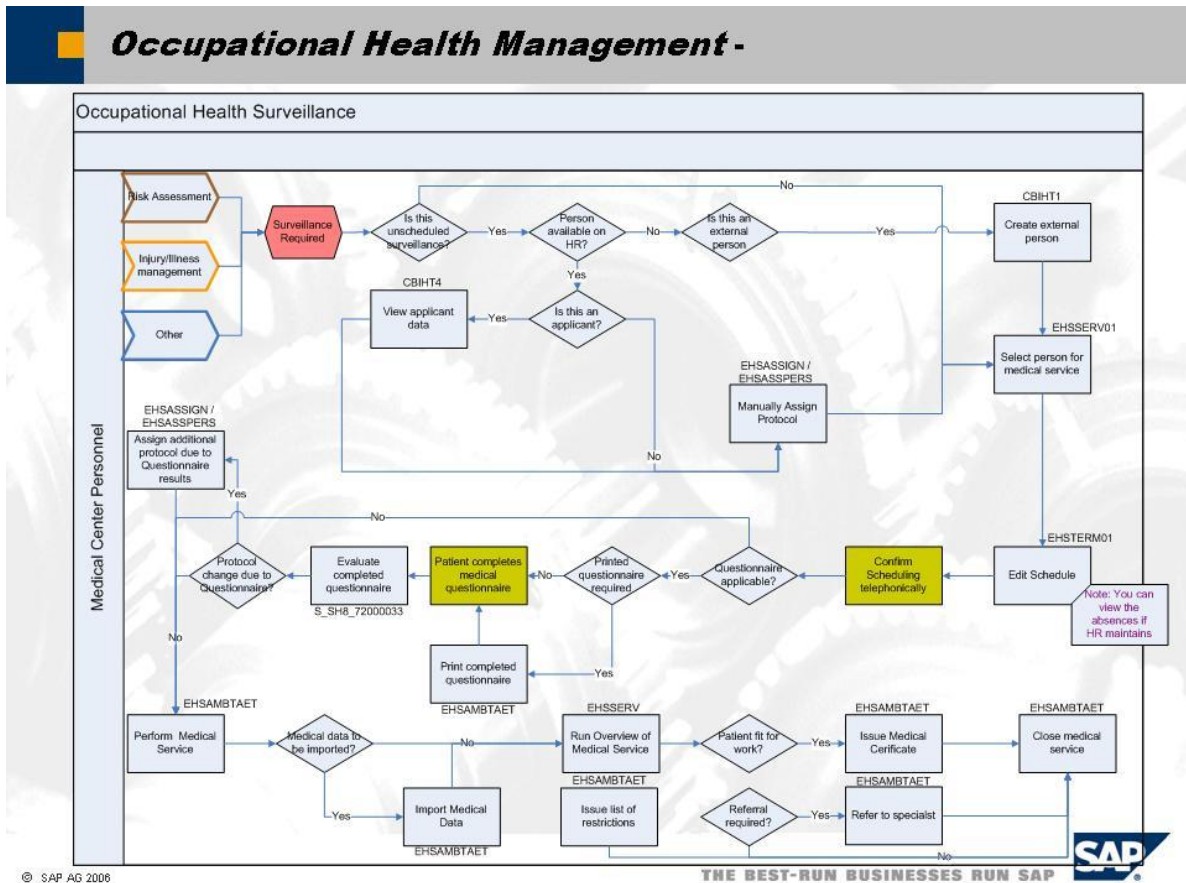 Occupational Health Management -
Occupational Health Surveillance
Medical Center Personnel
Risk Assessment
Injury/Illness
management
Other
Surveillance
Required
Is this
unscheduled
surveillance?
No
Yes
Person
available on
HR?
No
Is this an
external
person
Yes
CBIHT1
Create external
person
Yes
CBIHT4
View applicant
data
Yes
Is this an
applicant?
No
EHSSERV01
Select person for
medical service
EHSASSIGN /
EHSASSPERS
Manually Assign
Protocol
EHSASSIGN /
EHSASSPERS
Assign additional
protocol due to
Questionnaire
results
Yes
No
Protocol
change due to
Questionnaire?
No
Evaluate
completed
questionnaire
S_SH8_72000033
Patient completes
medical
questionnaire
No
Printed
questionnaire
required
Yes
Questionnaire
applicable?
Confirm
Scheduling
telephonically
EHSTERM01
Edit Schedule
Note: You can
view the
absences if
HR maintains
Print completed
questionnaire
EHSAMBTAET
Yes
EHSAMBTAET
Perform Medical
Service
Medical data to
be imported?
No
Yes
Import Medical
Data
EHSAMBTAET
EHSSERV
Run Overview of
Medical Service
Patient fit for
work?
Yes
EHSAMBTAET
Issue Medical
Cerificate
EHSAMBTAET
Close medical
service
EHSAMBTAET
Issue list of
restrictions
Referral
required?
Yes
EHSAMBTAET
Refer to specialst
No
SAP
© SAP AG 2006
THE BEST-RUN BUSINESSES RUN SAP